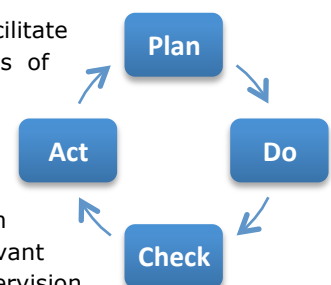 cilitate
s of
Plan
Act
Do
n
vant
Check
ervision